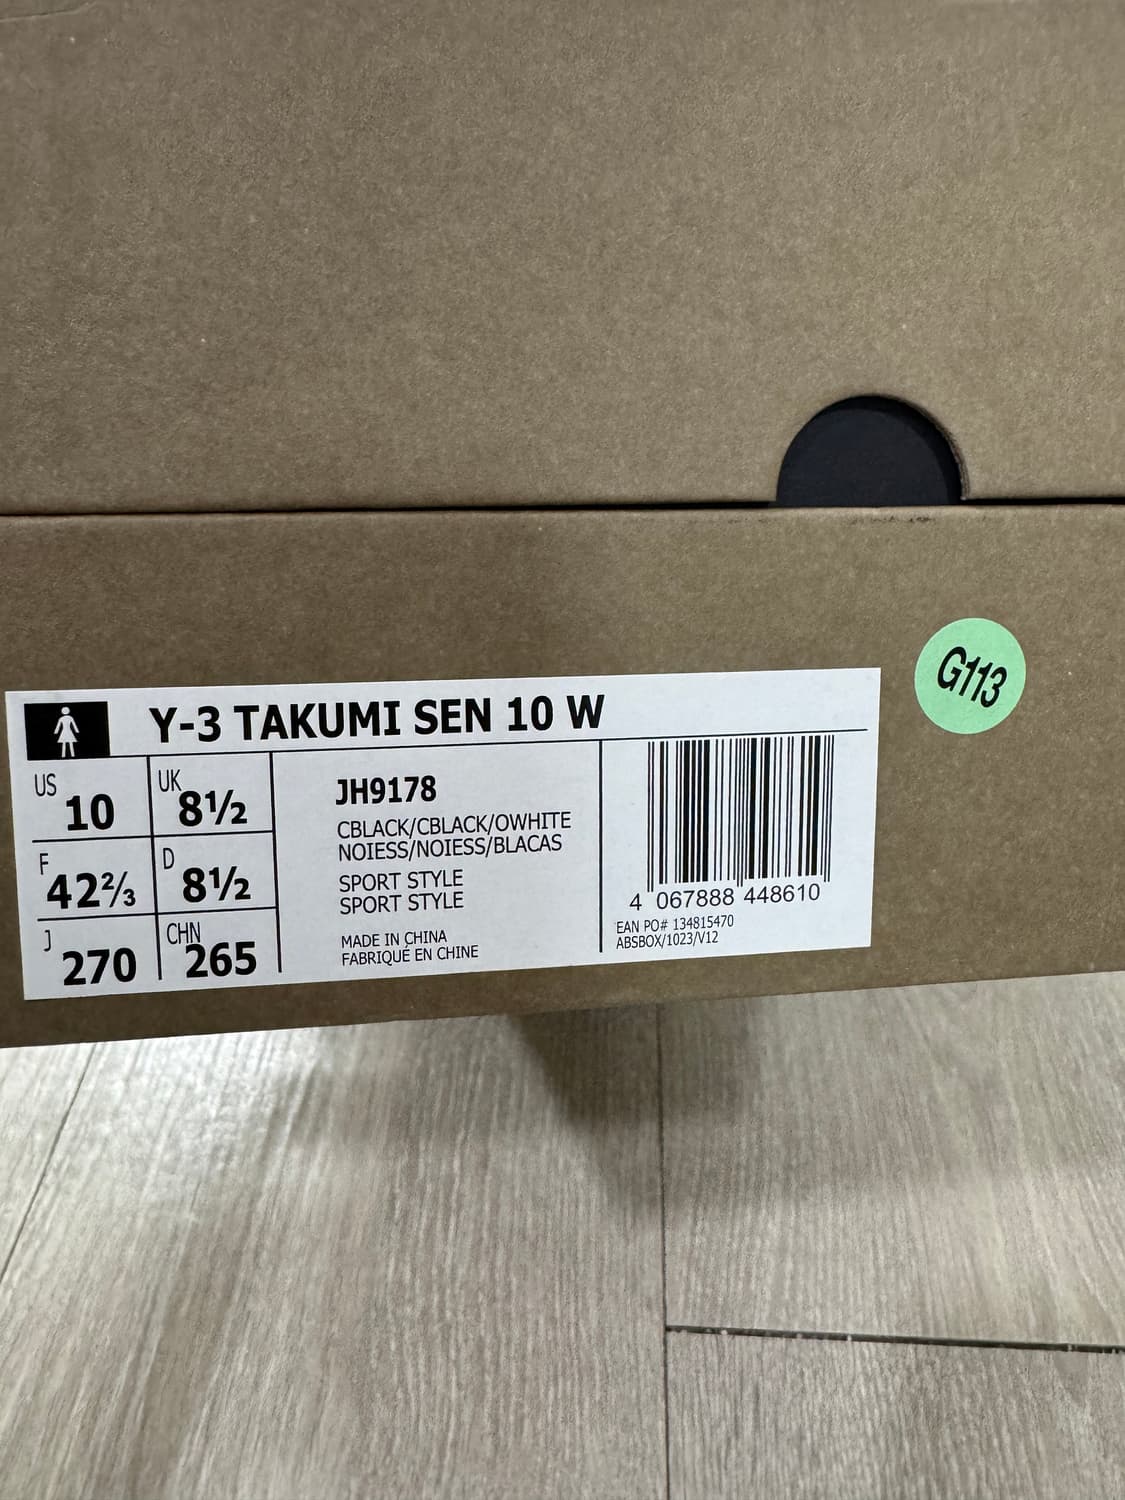 G113
Y-3 TAKUMI SEN 10 W
US 10
UK 8½
F 42⅔
D 8½
J 270
CHN 265
JH9178
CBLACK/CBLACK/OWHITE
NOIESS/NOIESS/BLACAS
SPORT STYLE
SPORT STYLE
MADE IN CHINA
FABRIQUÉ EN CHINE
4 067888 448610
EAN PO# 134815470
ABSBOX/1023/V12